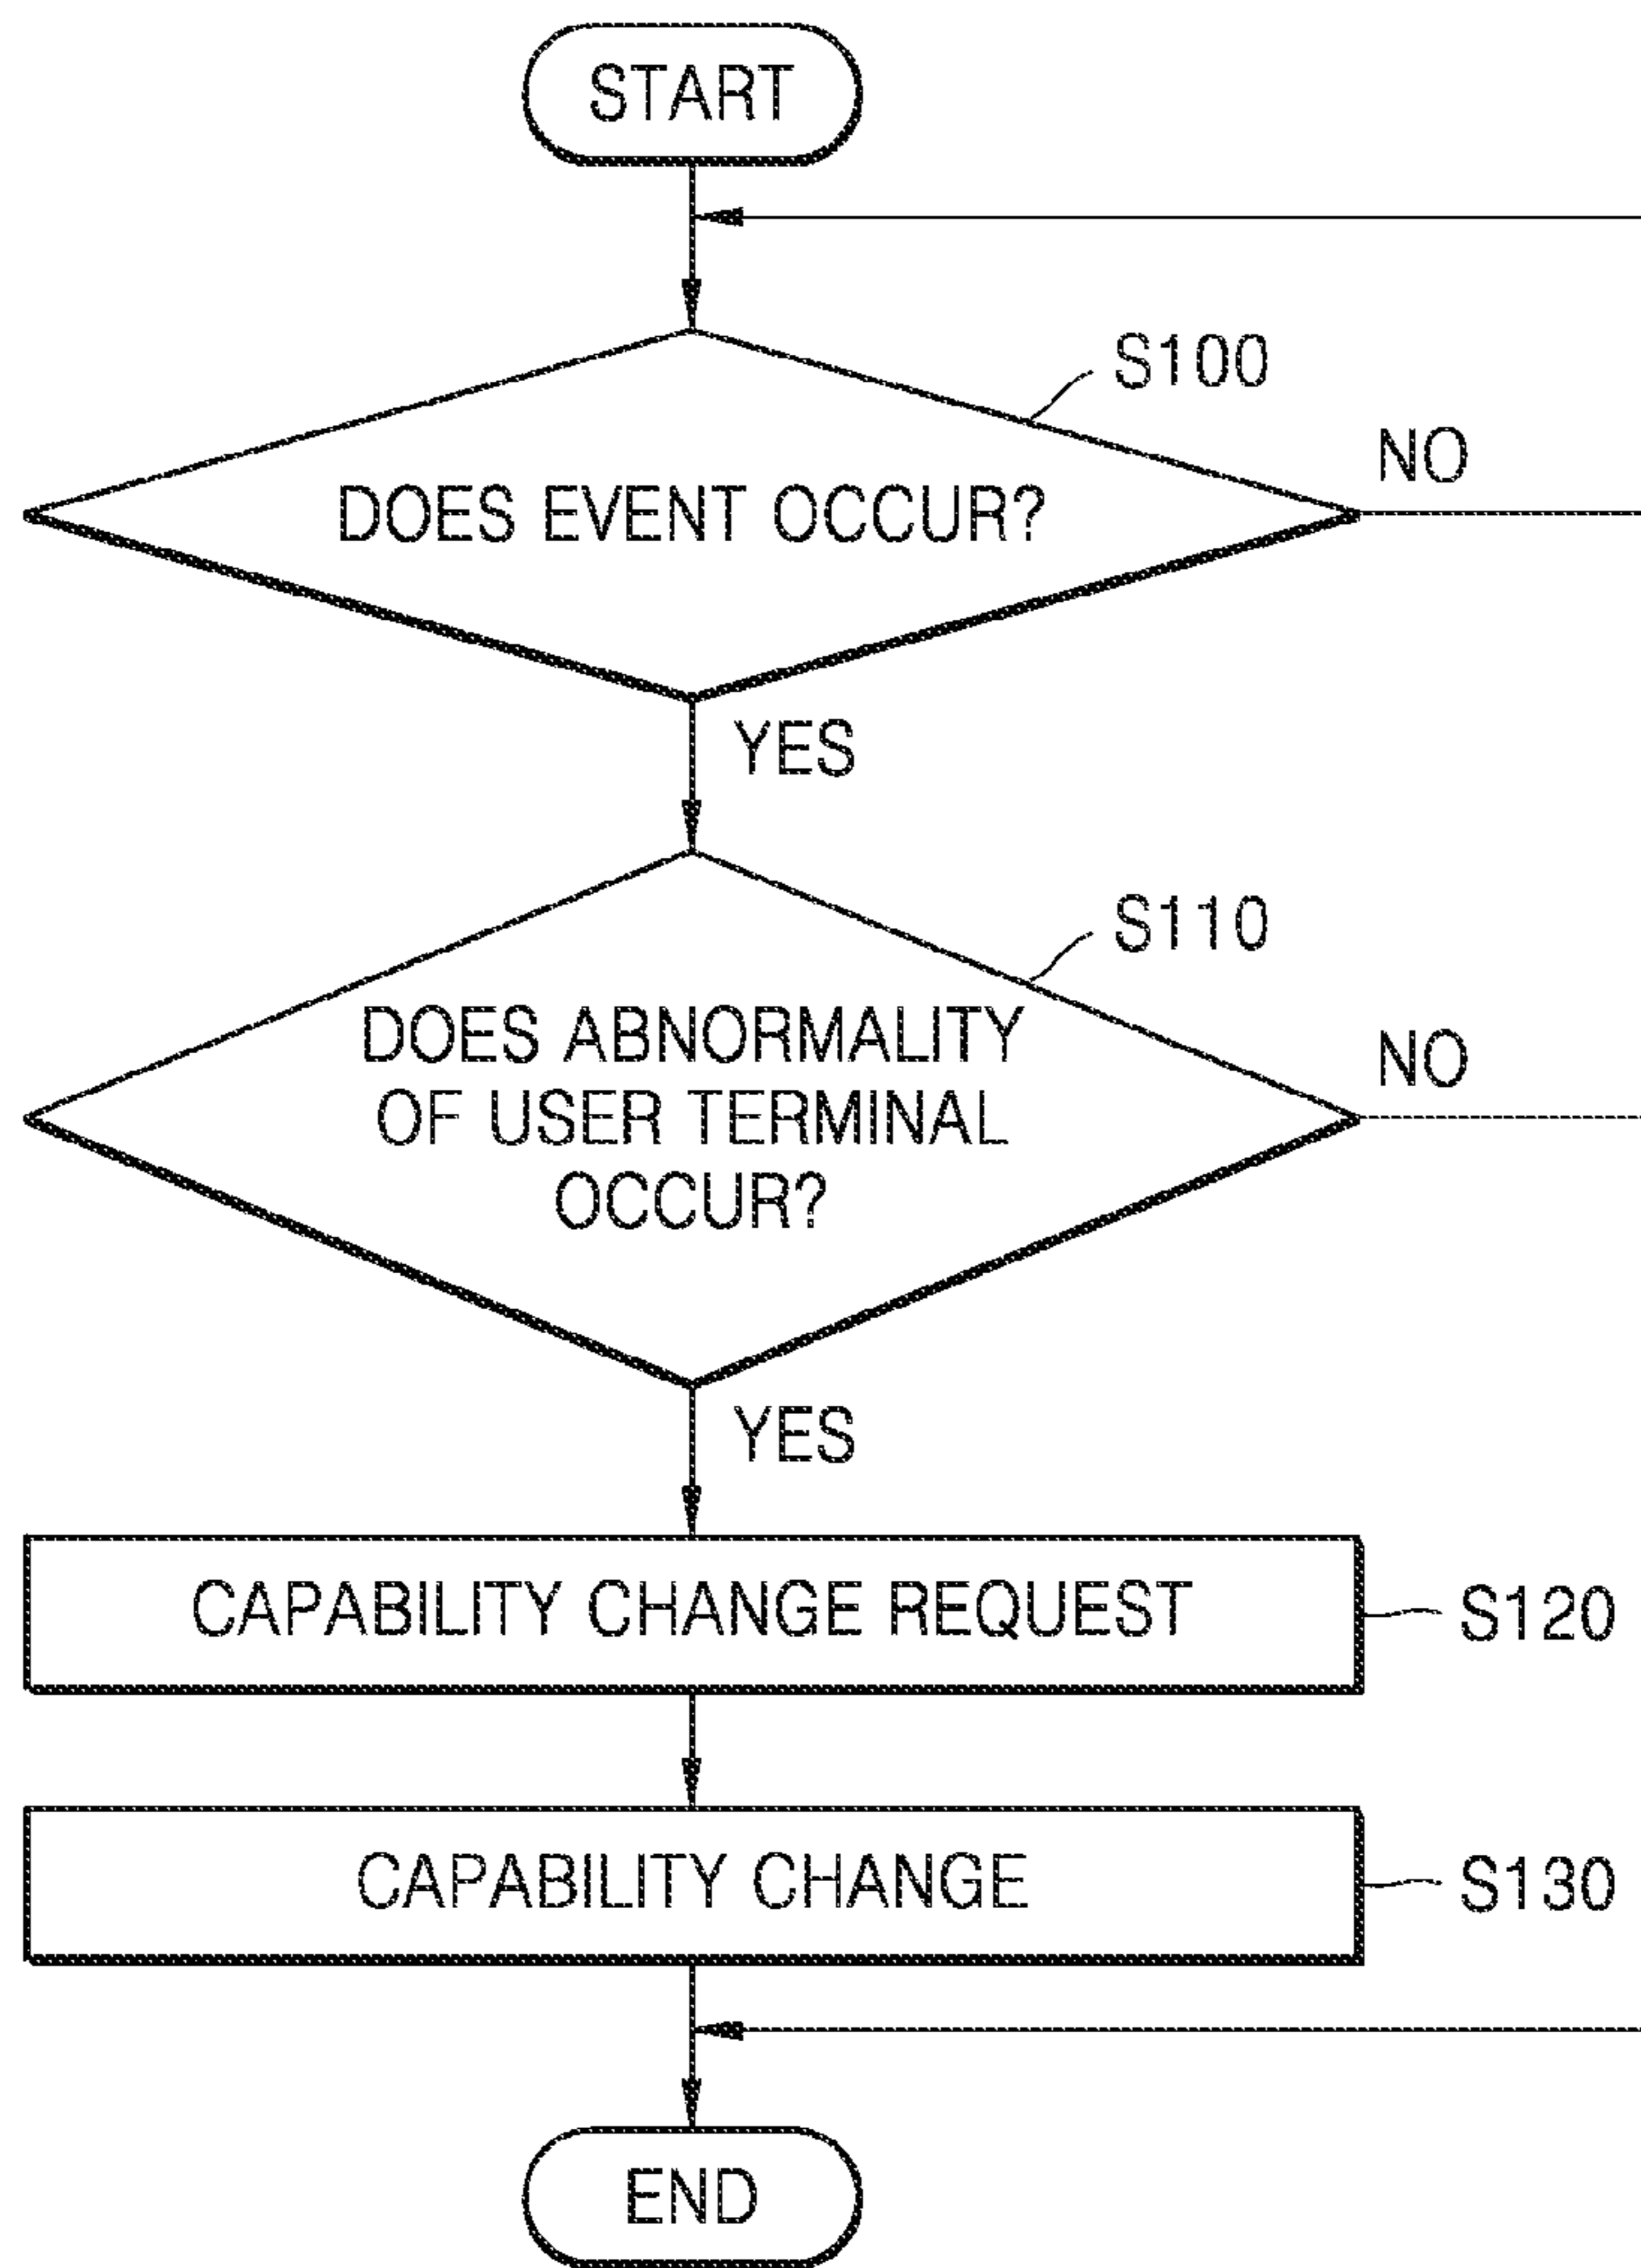 START
S100
DOES EVENT OCCUR?
NO
YES
S110
DOES ABNORMALITY
OF USER TERMINAL
OCCUR?
NO
YES
CAPABILITY CHANGE REQUEST
S120
CAPABILITY CHANGE
S130
END